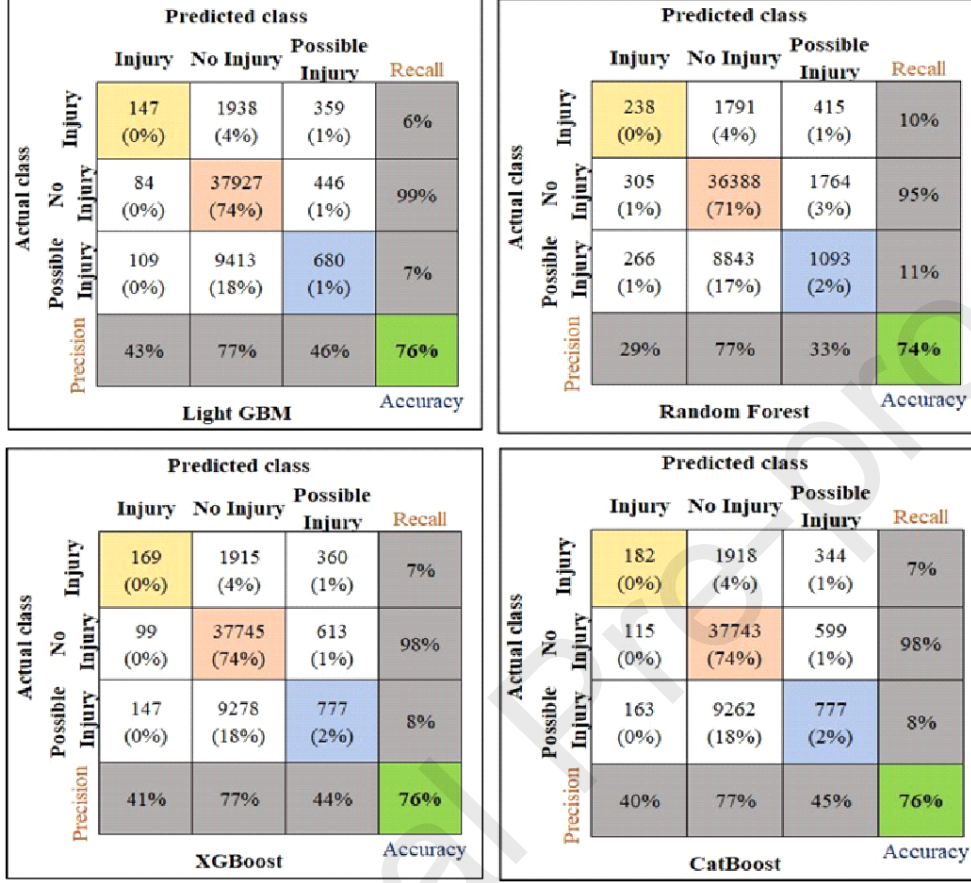 Predicted class
Injury No Injury Possible Injury Recall
Actual class
Injury 147 (0%) 1938 (4%) 359 (1%) 6%
No Injury 84 (0%) 37927 (74%) 446 (1%) 99%
Possible Injury 109 (0%) 9413 (18%) 680 (1%) 7%
Precision 43% 77% 46% 76%
Accuracy
Light GBM
Predicted class
Injury No Injury Possible Injury Recall
Actual class
Injury 238 (0%) 1791 (4%) 415 (1%) 10%
No Injury 305 (1%) 36388 (71%) 1764 (3%) 95%
Possible Injury 266 (1%) 8843 (17%) 1093 (2%) 11%
Precision 29% 77% 33% 74%
Accuracy
Random Forest
Predicted class
Injury No Injury Possible Injury Recall
Actual class
Injury 169 (0%) 1915 (4%) 360 (1%) 7%
No Injury 99 (0%) 37745 (74%) 613 (1%) 98%
Possible Injury 147 (0%) 9278 (18%) 777 (2%) 8%
Precision 41% 77% 44% 76%
Accuracy
XGBoost
Predicted class
Injury No Injury Possible Injury Recall
Actual class
Injury 182 (0%) 1918 (4%) 344 (1%) 7%
No Injury 115 (0%) 37743 (74%) 599 (1%) 98%
Possible Injury 163 (0%) 9262 (18%) 777 (2%) 8%
Precision 40% 77% 45% 76%
Accuracy
CatBoost